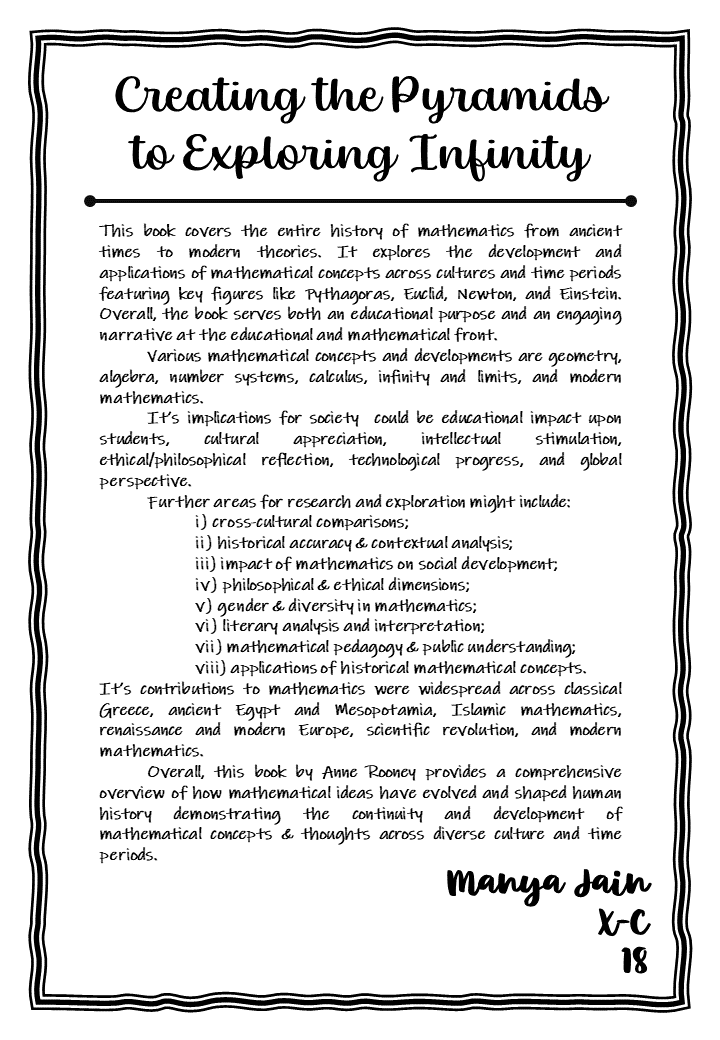 Creating the Pyramids
to Exploring Infinity
This book covers the entire history of mathematics from ancient
times to modern theories. It explores the development and
applications of mathematical concepts across cultures and time periods
featuring key figures like Pythagoras, Euclid, Newton, and Einstein.
Overall, the book serves both an educational purpose and an engaging
narrative at the educational and mathematical front.
Various mathematical concepts and developments are geometry,
algebra, number systems, calculus, infinity and limits, and modern
mathematics.
It's implications for society could be educational impact upon
students, cultural appreciation, intellectual stimulation,
ethical/philosophical reflection, technological progress, and global
perspective.
Further areas for research and exploration might include:
i) cross-cultural comparisons;
ii) historical accuracy & contextual analysis;
iii) impact of mathematics on social development;
iv) philosophical & ethical dimensions;
v) gender & diversity in mathematics;
vi) literary analysis and interpretation;
vii) mathematical pedagogy & public understanding;
viii) applications of historical mathematical concepts.
It's contributions to mathematics were widespread across classical
Greece, ancient Egypt and Mesopotamia, Islamic mathematics,
renaissance and modern Europe, scientific revolution, and modern
mathematics.
Overall, this book by Anne Rooney provides a comprehensive
overview of how mathematical ideas have evolved and shaped human
history demonstrating the continuity and development of
mathematical concepts & thoughts across diverse culture and time
periods.
Manya Jain
X-C
18